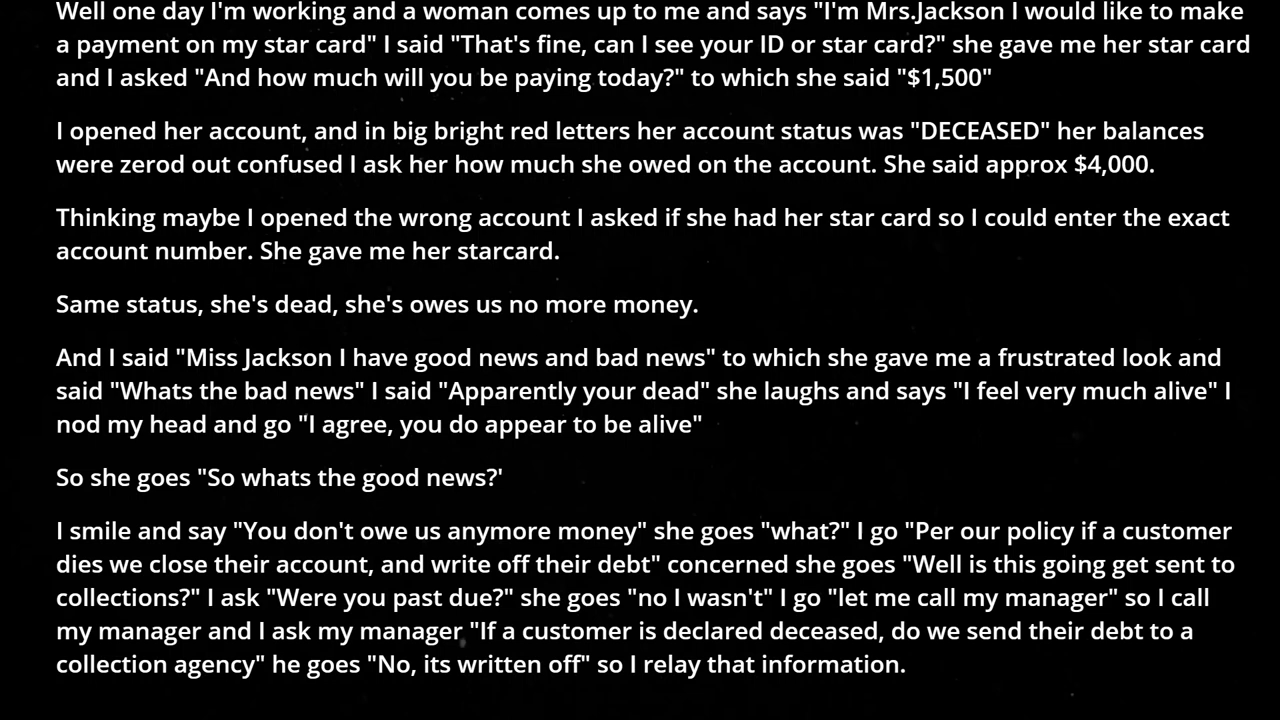 Well one day I'm working and a woman comes up to me and says "I'm Mrs.Jackson I would like to make
a payment on my star card" I said "That's fine, can I see your ID or star card?" she gave me her star card
and I asked "And how much will you be paying today?" to which she said "$1,500"
I opened her account, and in big bright red letters her account status was "DECEASED" her balances
were zerod out confused I ask her how much she owed on the account. She said approx $4,000.
Thinking maybe I opened the wrong account I asked if she had her star card so I could enter the exact
account number. She gave me her starcard.
Same status, she's dead, she's owes us no more money.
And I said "Miss Jackson I have good news and bad news" to which she gave me a frustrated look and
said "Whats the bad news" I said "Apparently your dead" she laughs and says "I feel very much alive" I
nod my head and go "I agree, you do appear to be alive"
So she goes "So whats the good news?'
I smile and say "You don't owe us anymore money" she goes "what?" I go "Per our policy if a customer
dies we close their account, and write off their debt" concerned she goes "Well is this going get sent to
collections?" I ask "Were you past due?" she goes "no I wasn't" I go "let me call my manager" so I call
my manager and I ask my manager "If a customer is declared deceased, do we send their debt to a
collection agency" he goes "No, its written off" so I relay that information.